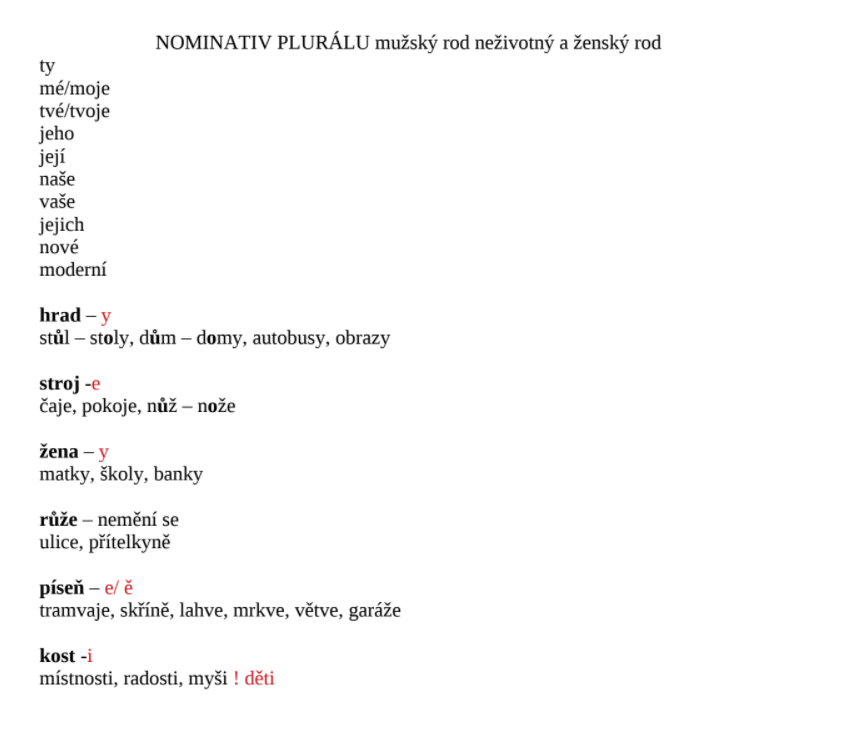 NOMINATIV PLURÁLU mužský rod neživotný a ženský rod
ty
mé/moje
tvé/tvoje
jeho
její
naše
vaše
jejich
nové
moderní
hrad – y
stůl – stoly, dům – domy, autobusy, obrazy
stroj -e
čaje, pokoje, nůž – nože
žena – y
matky, školy, banky
růže – nemění se
ulice, přítelkyně
píseň – e/ ě
tramvaje, skříně, lahve, mrkve, větve, garáže
kost -i
místnosti, radosti, myši ! děti